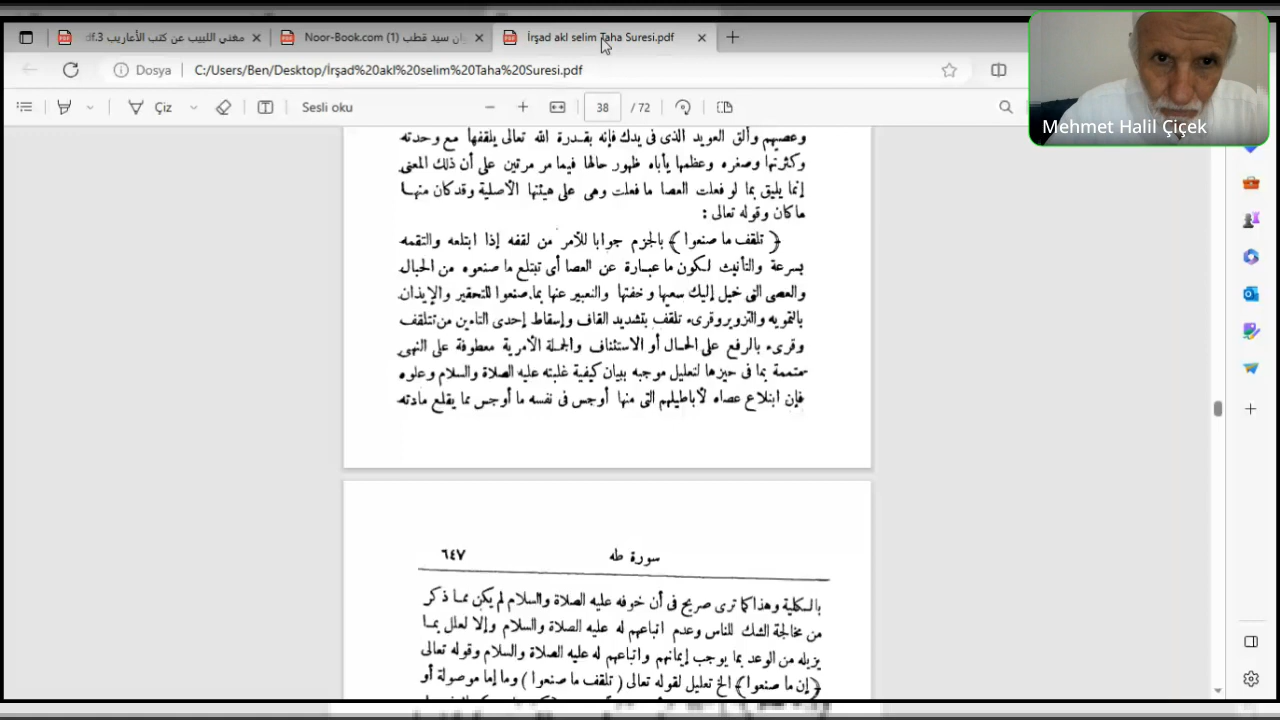 مغني اللبيب عن كتب الأعاريب 3.df
ان سيد قطب Noor-Book.com (1)
İrşad akl selim Taha Suresi.pdf
Dosya
C:/Users/Ben/Desktop/İrşad%20akl%20selim%20Taha%20Suresi.pdf
Çiz
Sesli oku
38
/ 72
Mehmet Halil Çiçek
وعصيهم وألق العويد الذى فى يدك فإنه بقدرة الله تعالى يلقفها مع وحدته
وكثرتها وصغره وعظمها يأباه ظهور حالها فيما مر مرتين على أن ذلك المعنى
إنما يليق بما لو فعلت العصا ما فعلت وهى على هيئتها الأصلية وقد كان منها
ما كان وقوله تعالى :
﴿ تلقف ما صنعوا ﴾ بالجزم جوابا للأمر من لقفه إذا ابتلعه والتقمه
بسرعة والتأنيث لكون ما عبارة عن العصا أى تبتلع ما صنعوه من الحبال
والعصى التى خيل إليك سعيها وخفتها والتعبير عنها بما صنعوا للتحقير والإيذان
بالتمويه والتزوير وقرىء تلقف بتشديد القاف وإسقاط إحدى التاءين من تتلقف
وقرىء بالرفع على الحال أو الاستئناف والجملة الأمرية معطوفة على النهى
متممة بما فى حيزها لتعليل موجبه ببيان كيفية غلبته عليه الصلاة والسلام وعلوه
فإن ابتلاع عصاه لأباطيلهم التى منها أوجس فى نفسه ما أوجس مما يقلع مادته
سورة طه
٦٤٧
بالكلية وهذا كما ترى صريح فى أن خوفه عليه الصلاة والسلام لم يكن مما ذكر
من مخالجة الشك للناس وعدم اتباعهم له عليه الصلاة والسلام وإلا لعلل بما
يزيله من الوعد بما يوجب إيمانهم واتباعهم له عليه الصلاة والسلام وقوله تعالى
﴿ إن ما صنعوا ﴾ الخ تعليل لقوله تعالى ( تلقف ما صنعوا ) وما إما موصولة أو